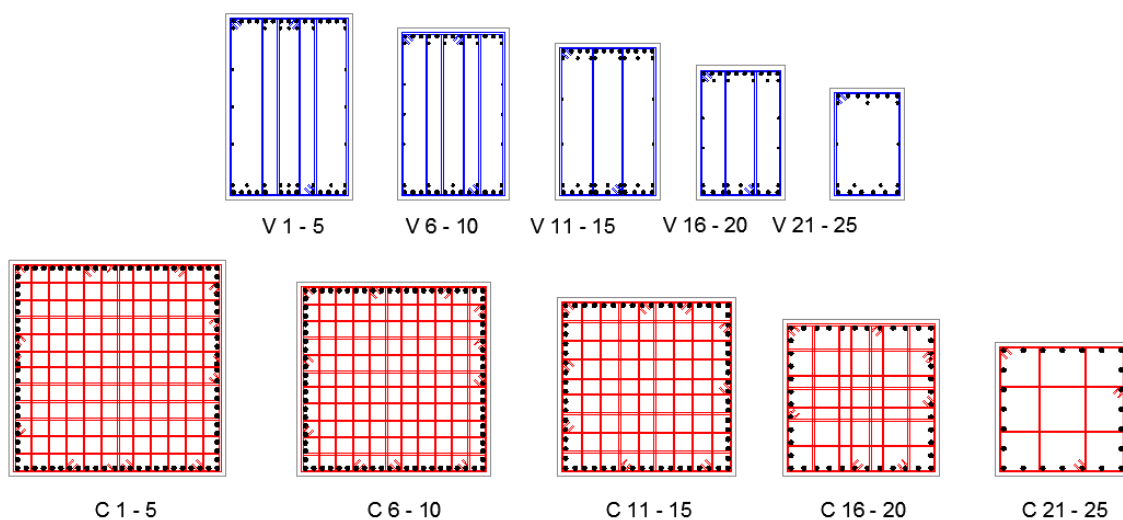 V 1 - 5
V 6 - 10
V 11 - 15
V 16 - 20
V 21 - 25
C 1 - 5
C 6 - 10
C 11 - 15
C 16 - 20
C 21 - 25